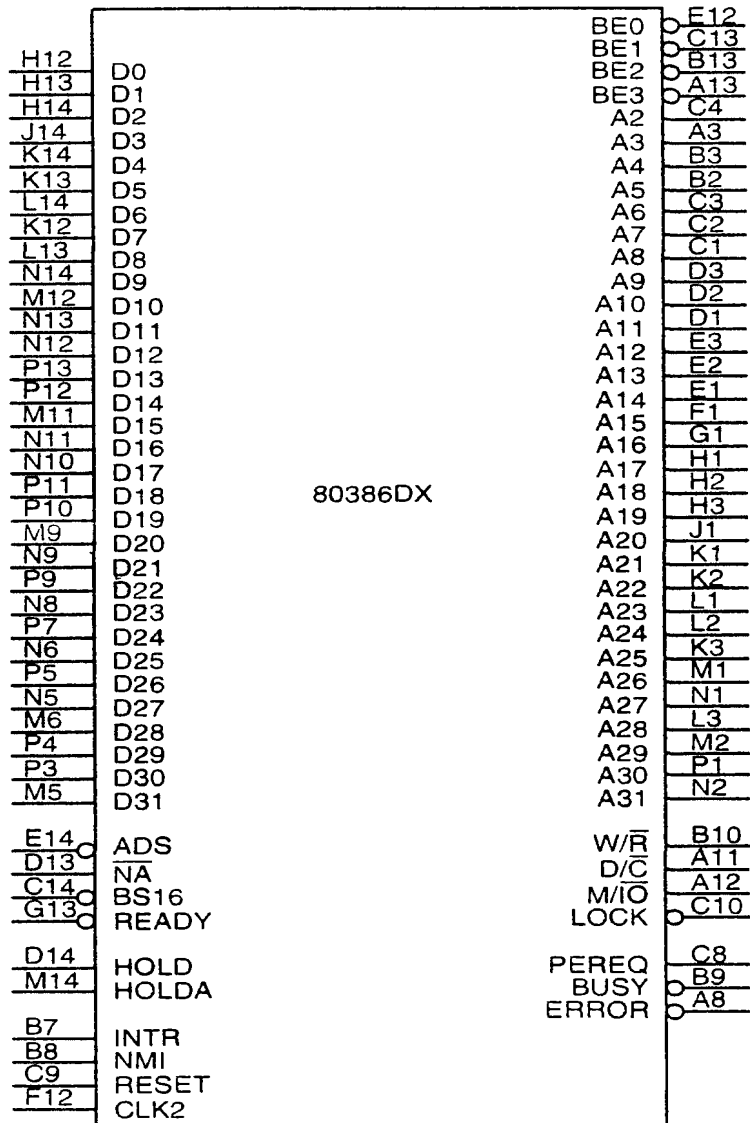 H12 D0
H13 D1
H14 D2
J14 D3
K14 D4
K13 D5
L14 D6
K12 D7
L13 D8
N14 D9
M12 D10
N13 D11
N12 D12
P13 D13
P12 D14
M11 D15
N11 D16
N10 D17
P11 D18
P10 D19
M9 D20
N9 D21
P9 D22
N8 D23
P7 D24
N6 D25
P5 D26
N5 D27
M6 D28
P4 D29
P3 D30
M5 D31
E14 ADS
D13 N̅A̅
C14 BS16
G13 READY
D14 HOLD
M14 HOLDA
B7 INTR
B8 NMI
C9 RESET
F12 CLK2
80386DX
BE0 E12
BE1 C13
BE2 B13
BE3 A13
A2 C4
A3 A3
A4 B3
A5 B2
A6 C3
A7 C2
A8 C1
A9 D3
A10 D2
A11 D1
A12 E3
A13 E2
A14 E1
A15 F1
A16 G1
A17 H1
A18 H2
A19 H3
A20 J1
A21 K1
A22 K2
A23 L1
A24 L2
A25 K3
A26 M1
A27 N1
A28 L3
A29 M2
A30 P1
A31 N2
W/R̅ B10
D/C̅ A11
M/I̅O̅ A12
LOCK C10
PEREQ C8
BUSY B9
ERROR A8